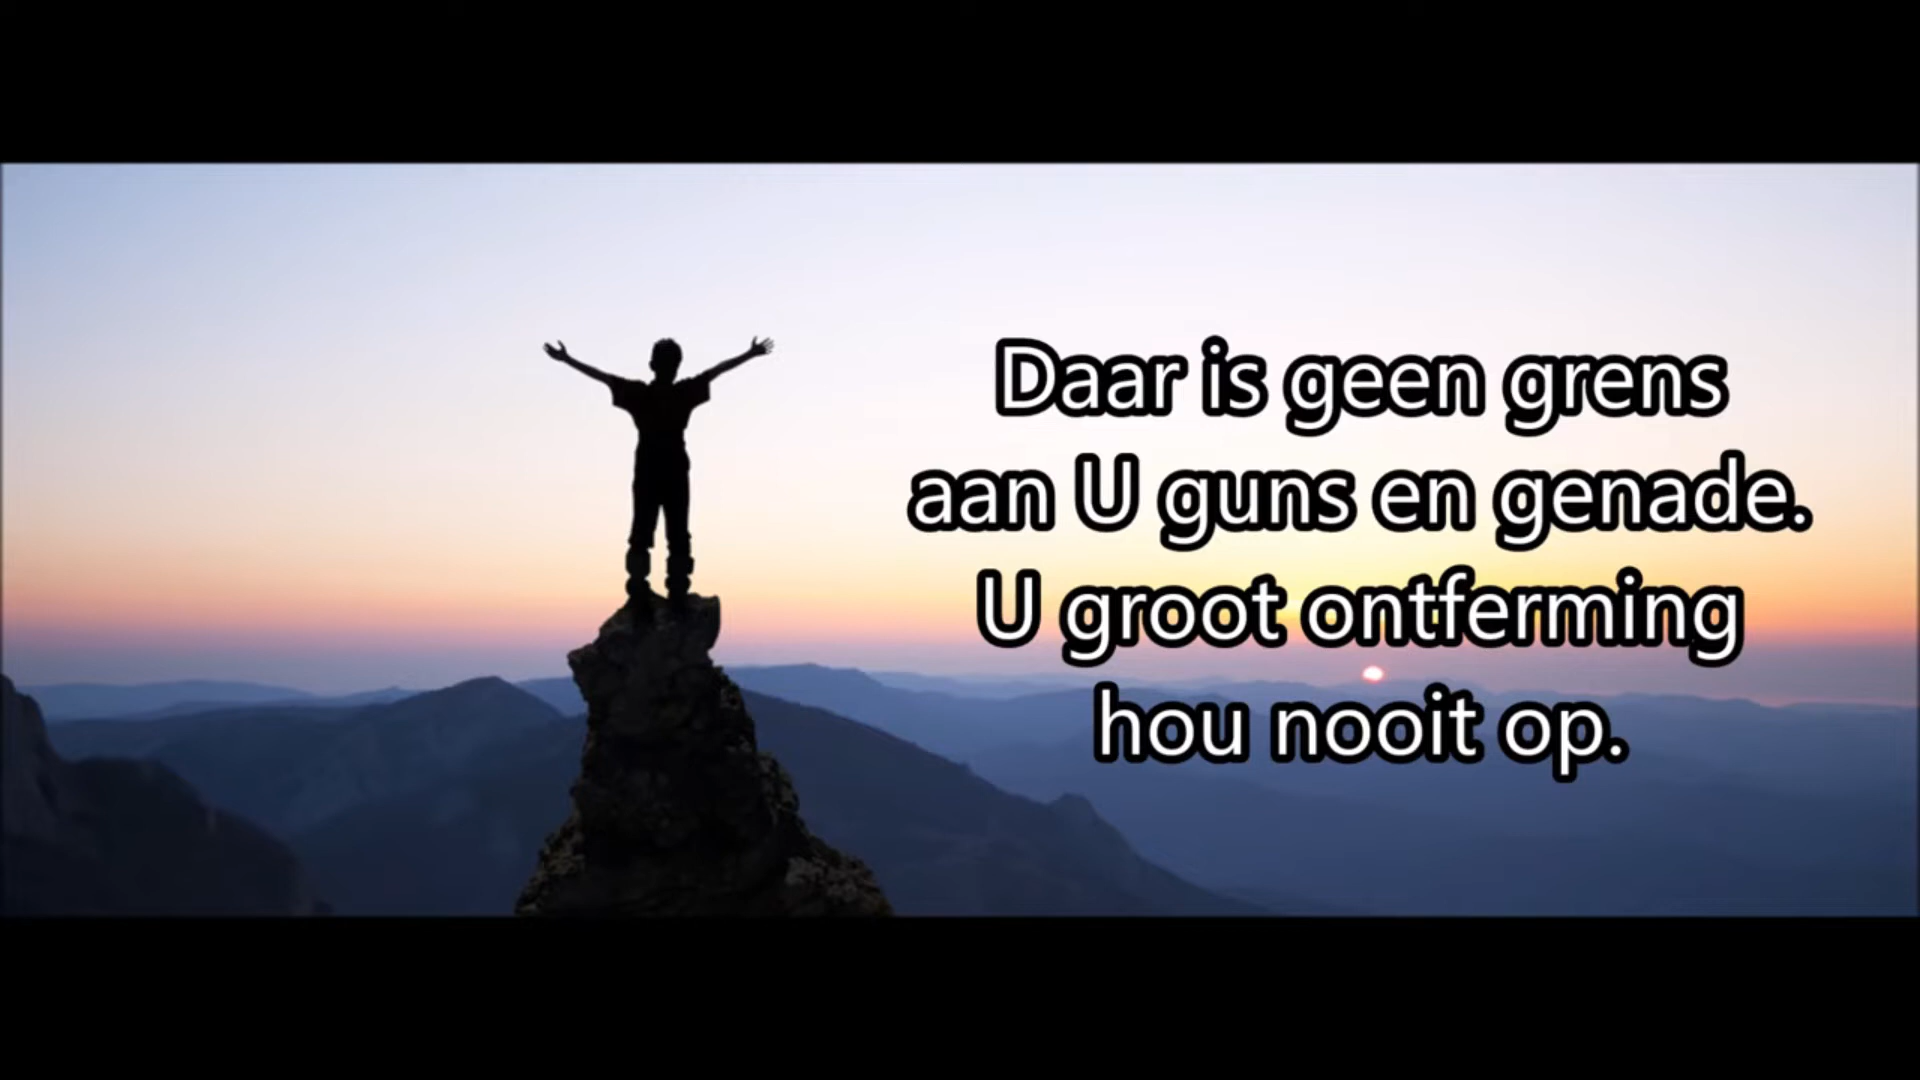 Daar is geen grens
aan U guns en genade.
U groot ontferming
hou nooit op.